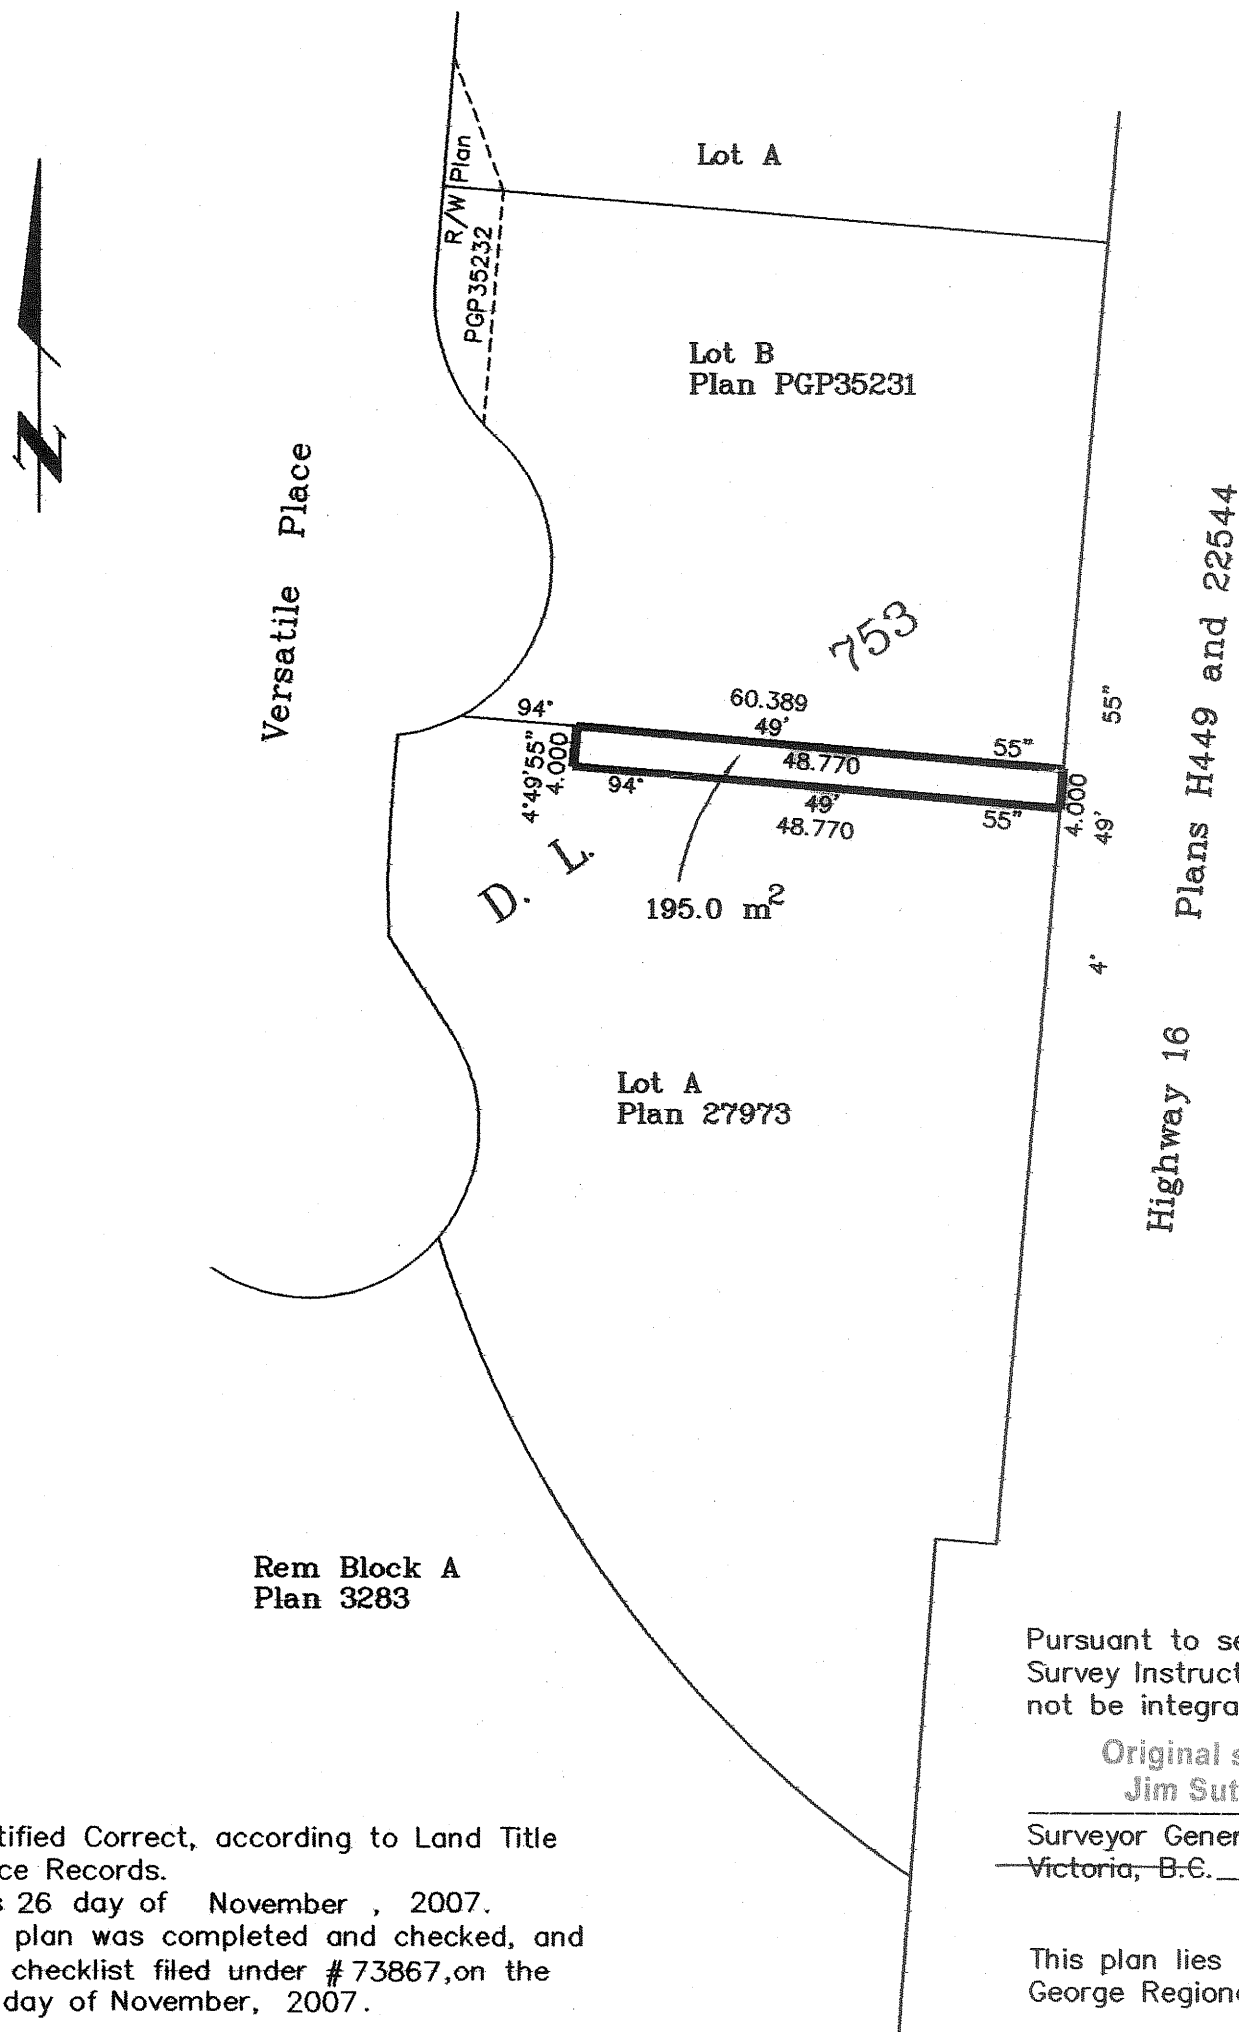 Lot A
R/W Plan
PGP35232
Lot B
Plan PGP35231
N
Versatile Place
753
94° 49' 55"
60.389
48.770
4°49'55"
4.000
94° 49' 55"
48.770
4.000
4° 49' 55"
D. L.
195.0 m²
Highway 16 Plans H449 and 22544
Lot A
Plan 27973
Rem Block A
Plan 3283
Pursuant to se
Survey Instruct
not be integra
Original s
Jim Sut
Surveyor Gener
Victoria, B.C.
This plan lies
George Regiona
tified Correct, according to Land Title
ce Records.
s 26 day of November , 2007.
plan was completed and checked, and
checklist filed under #73867,on the
day of November, 2007.